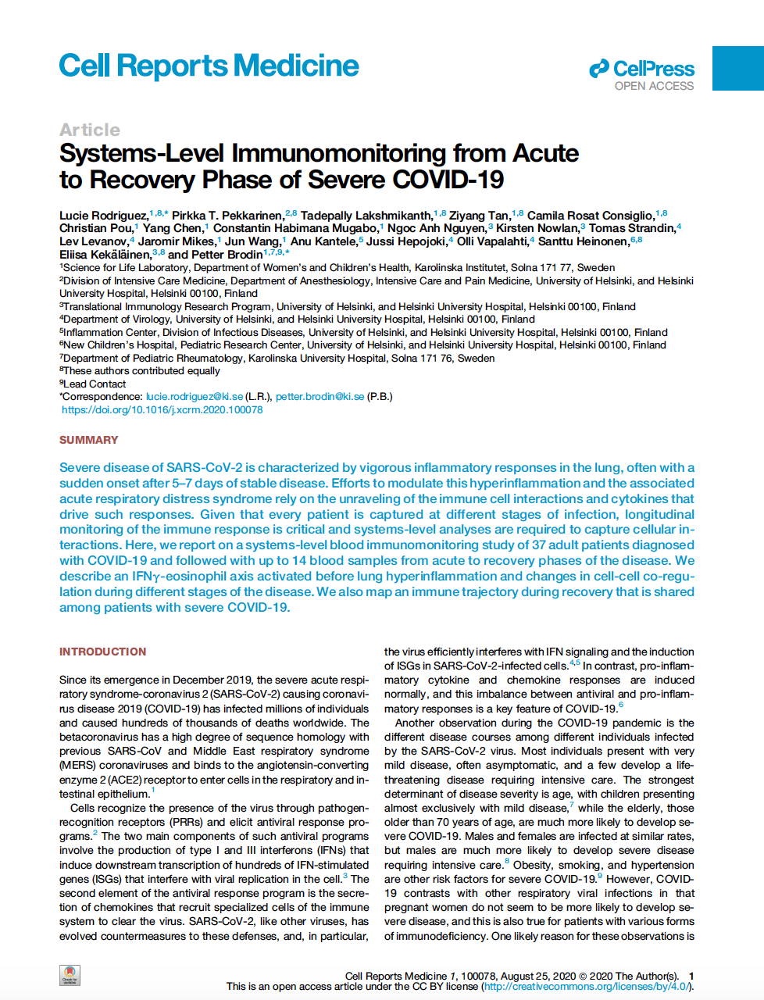 Cell Reports Medicine
CellPress
OPEN ACCESS
Article
Systems-Level Immunomonitoring from Acute
to Recovery Phase of Severe COVID-19
Lucie Rodriguez,1,8,* Pirkka T. Pekkarinen,2,8 Tadepally Lakshmikanth,1,8 Ziyang Tan,1,8 Camila Rosat Consiglio,1,8
Christian Pou,1 Yang Chen,1 Constantin Habimana Mugabo,1 Ngoc Anh Nguyen,3 Kirsten Nowlan,3 Tomas Strandin,4
Lev Levanov,4 Jaromir Mikes,1 Jun Wang,1 Anu Kantele,5 Jussi Hepojoki,4 Olli Vapalahti,4 Santtu Heinonen,6,8
Eliisa Kekäläinen,3,8 and Petter Brodin1,7,9,*
1Science for Life Laboratory, Department of Women's and Children's Health, Karolinska Institutet, Solna 171 77, Sweden
2Division of Intensive Care Medicine, Department of Anesthesiology, Intensive Care and Pain Medicine, University of Helsinki, and Helsinki
University Hospital, Helsinki 00100, Finland
3Translational Immunology Research Program, University of Helsinki, and Helsinki University Hospital, Helsinki 00100, Finland
4Department of Virology, University of Helsinki, and Helsinki University Hospital, Helsinki 00100, Finland
5Inflammation Center, Division of Infectious Diseases, University of Helsinki, and Helsinki University Hospital, Helsinki 00100, Finland
6New Children's Hospital, Pediatric Research Center, University of Helsinki, and Helsinki University Hospital, Helsinki 00100, Finland
7Department of Pediatric Rheumatology, Karolinska University Hospital, Solna 171 76, Sweden
8These authors contributed equally
9Lead Contact
*Correspondence: lucie.rodriguez@ki.se (L.R.), petter.brodin@ki.se (P.B.)
https://doi.org/10.1016/j.xcrm.2020.100078
SUMMARY
Severe disease of SARS-CoV-2 is characterized by vigorous inflammatory responses in the lung, often with a
sudden onset after 5–7 days of stable disease. Efforts to modulate this hyperinflammation and the associated
acute respiratory distress syndrome rely on the unraveling of the immune cell interactions and cytokines that
drive such responses. Given that every patient is captured at different stages of infection, longitudinal
monitoring of the immune response is critical and systems-level analyses are required to capture cellular in-
teractions. Here, we report on a systems-level blood immunomonitoring study of 37 adult patients diagnosed
with COVID-19 and followed with up to 14 blood samples from acute to recovery phases of the disease. We
describe an IFNγ-eosinophil axis activated before lung hyperinflammation and changes in cell-cell co-regu-
lation during different stages of the disease. We also map an immune trajectory during recovery that is shared
among patients with severe COVID-19.
INTRODUCTION
Since its emergence in December 2019, the severe acute respi-
ratory syndrome-coronavirus 2 (SARS-CoV-2) causing coronavi-
rus disease 2019 (COVID-19) has infected millions of individuals
and caused hundreds of thousands of deaths worldwide. The
betacoronavirus has a high degree of sequence homology with
previous SARS-CoV and Middle East respiratory syndrome
(MERS) coronaviruses and binds to the angiotensin-converting
enzyme 2 (ACE2) receptor to enter cells in the respiratory and in-
testinal epithelium.1
Cells recognize the presence of the virus through pathogen-
recognition receptors (PRRs) and elicit antiviral response pro-
grams.2 The two main components of such antiviral programs
involve the production of type I and III interferons (IFNs) that
induce downstream transcription of hundreds of IFN-stimulated
genes (ISGs) that interfere with viral replication in the cell.3 The
second element of the antiviral response program is the secre-
tion of chemokines that recruit specialized cells of the immune
system to clear the virus. SARS-CoV-2, like other viruses, has
evolved countermeasures to these defenses, and, in particular,
the virus efficiently interferes with IFN signaling and the induction
of ISGs in SARS-CoV-2-infected cells.4,5 In contrast, pro-inflam-
matory cytokine and chemokine responses are induced
normally, and this imbalance between antiviral and pro-inflam-
matory responses is a key feature of COVID-19.6
Another observation during the COVID-19 pandemic is the
different disease courses among different individuals infected
by the SARS-CoV-2 virus. Most individuals present with very
mild disease, often asymptomatic, and a few develop a life-
threatening disease requiring intensive care. The strongest
determinant of disease severity is age, with children presenting
almost exclusively with mild disease,7 while the elderly, those
older than 70 years of age, are much more likely to develop se-
vere COVID-19. Males and females are infected at similar rates,
but males are much more likely to develop severe disease
requiring intensive care.8 Obesity, smoking, and hypertension
are other risk factors for severe COVID-19.9 However, COVID-
19 contrasts with other respiratory viral infections in that
pregnant women do not seem to be more likely to develop se-
vere disease, and this is also true for patients with various forms
of immunodeficiency. One likely reason for these observations is
Check for
updates
Cell Reports Medicine 1, 100078, August 25, 2020 © 2020 The Author(s). 1
This is an open access article under the CC BY license (http://creativecommons.org/licenses/by/4.0/).